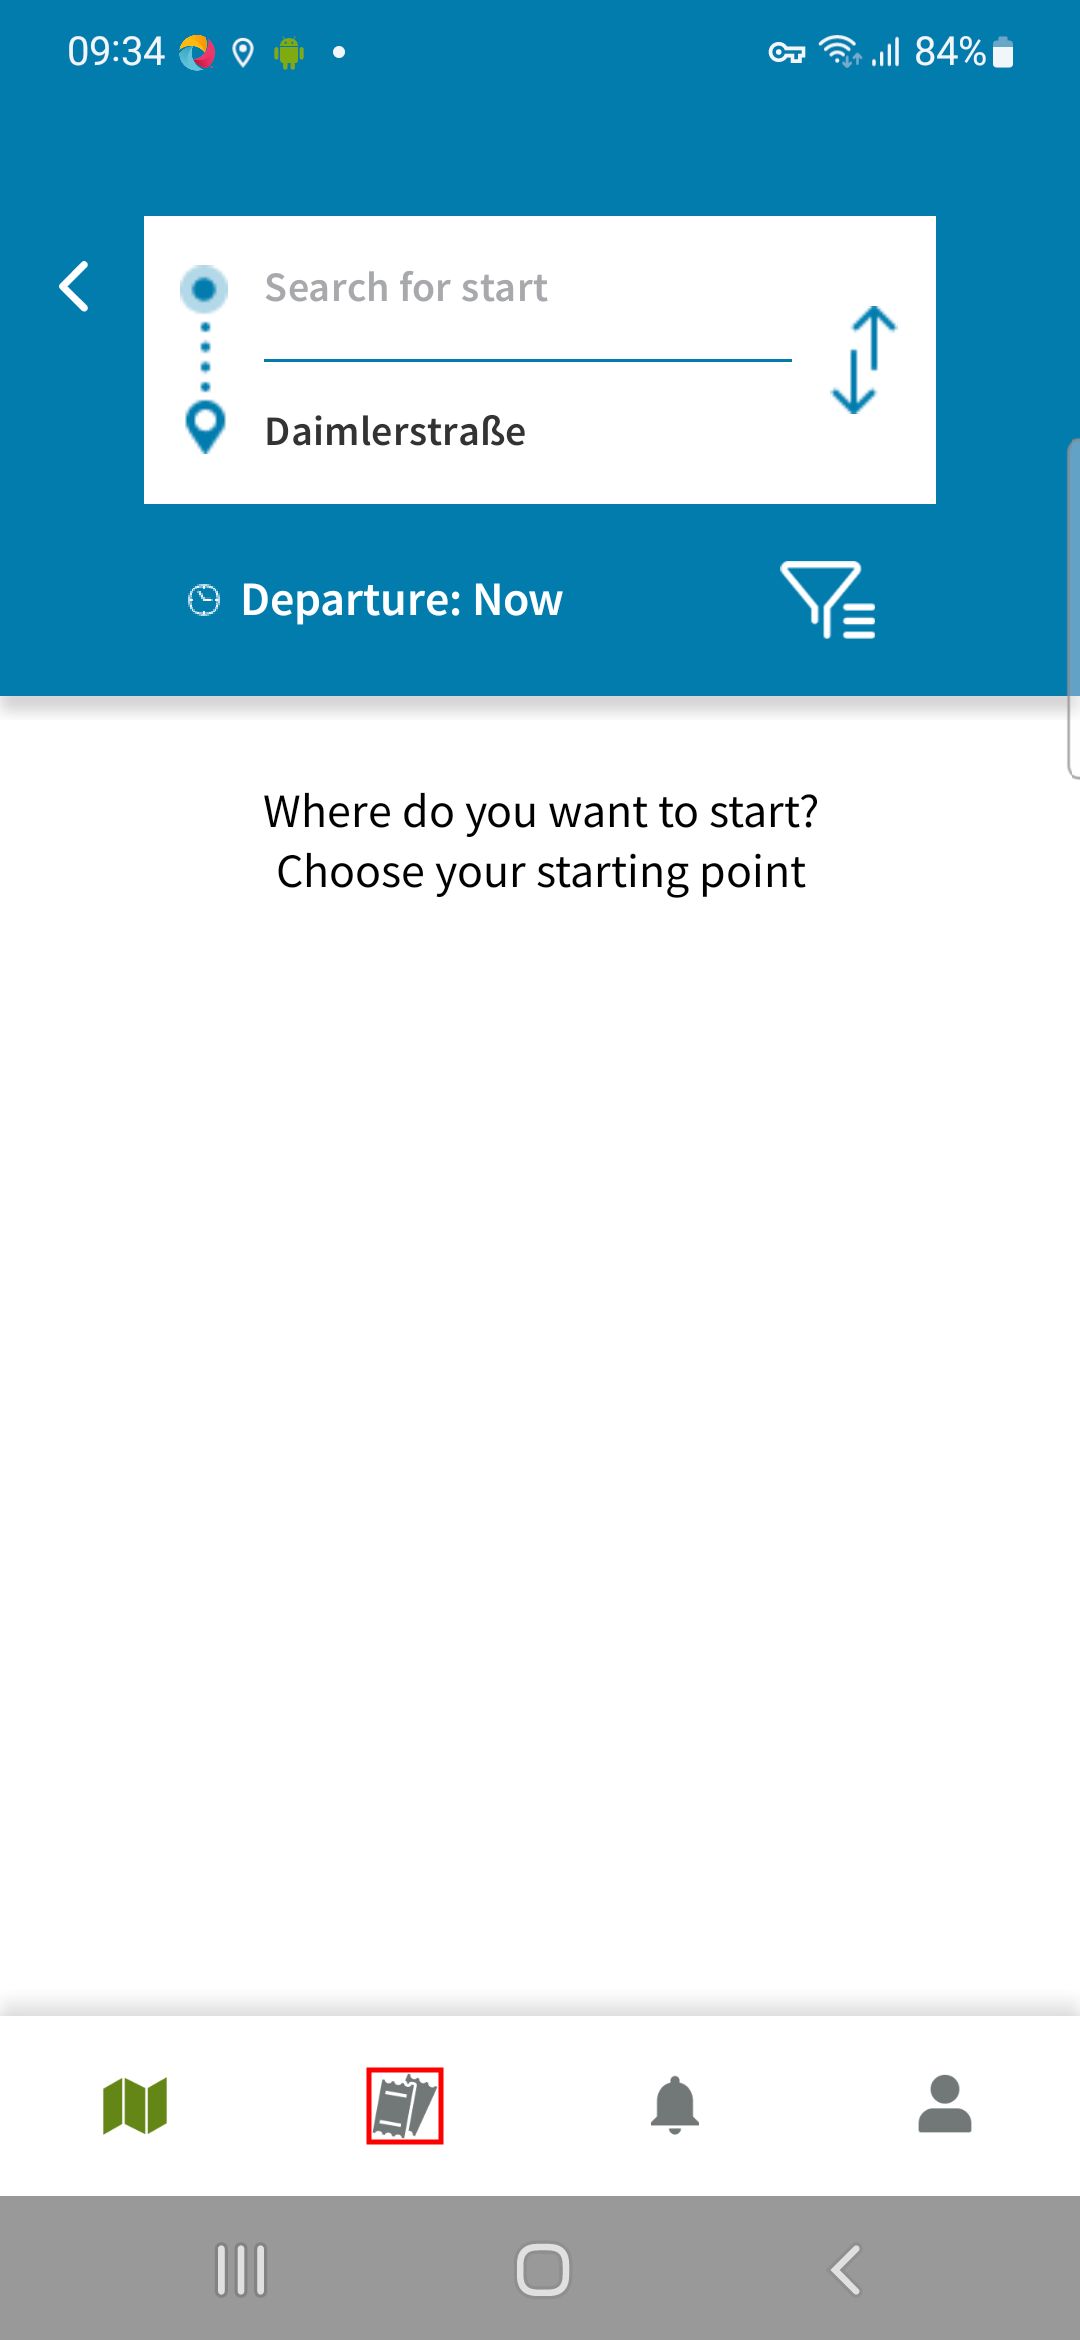 09:34
84%
Search for start
Daimlerstraße
Departure: Now
Where do you want to start?
Choose your starting point